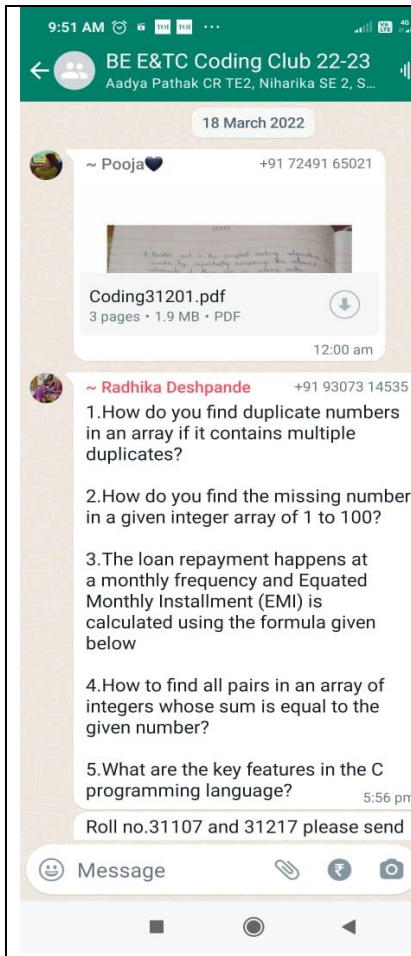 9:51 AM
BE E&TC Coding Club 22-23
Aadya Pathak CR TE2, Niharika SE 2, S...
18 March 2022
~ Pooja🖤 +91 72491 65021
Coding31201.pdf
3 pages • 1.9 MB • PDF
12:00 am
~ Radhika Deshpande +91 93073 14535
1.How do you find duplicate numbers
in an array if it contains multiple
duplicates?
2.How do you find the missing number
in a given integer array of 1 to 100?
3.The loan repayment happens at
a monthly frequency and Equated
Monthly Installment (EMI) is
calculated using the formula given
below
4.How to find all pairs in an array of
integers whose sum is equal to the
given number?
5.What are the key features in the C
programming language?
5:56 pm
Roll no.31107 and 31217 please send
Message